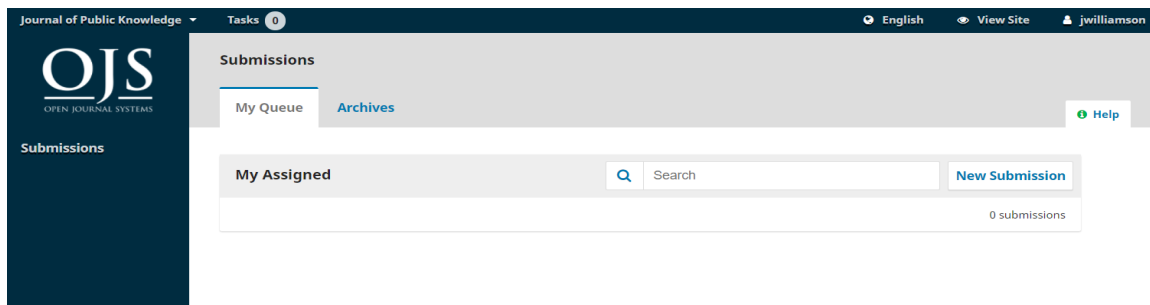 Journal of Public Knowledge Tasks 0 English View Site jwilliamson
OJS
OPEN JOURNAL SYSTEMS
Submissions
Submissions
My Queue Archives
Help
My Assigned Search New Submission
0 submissions